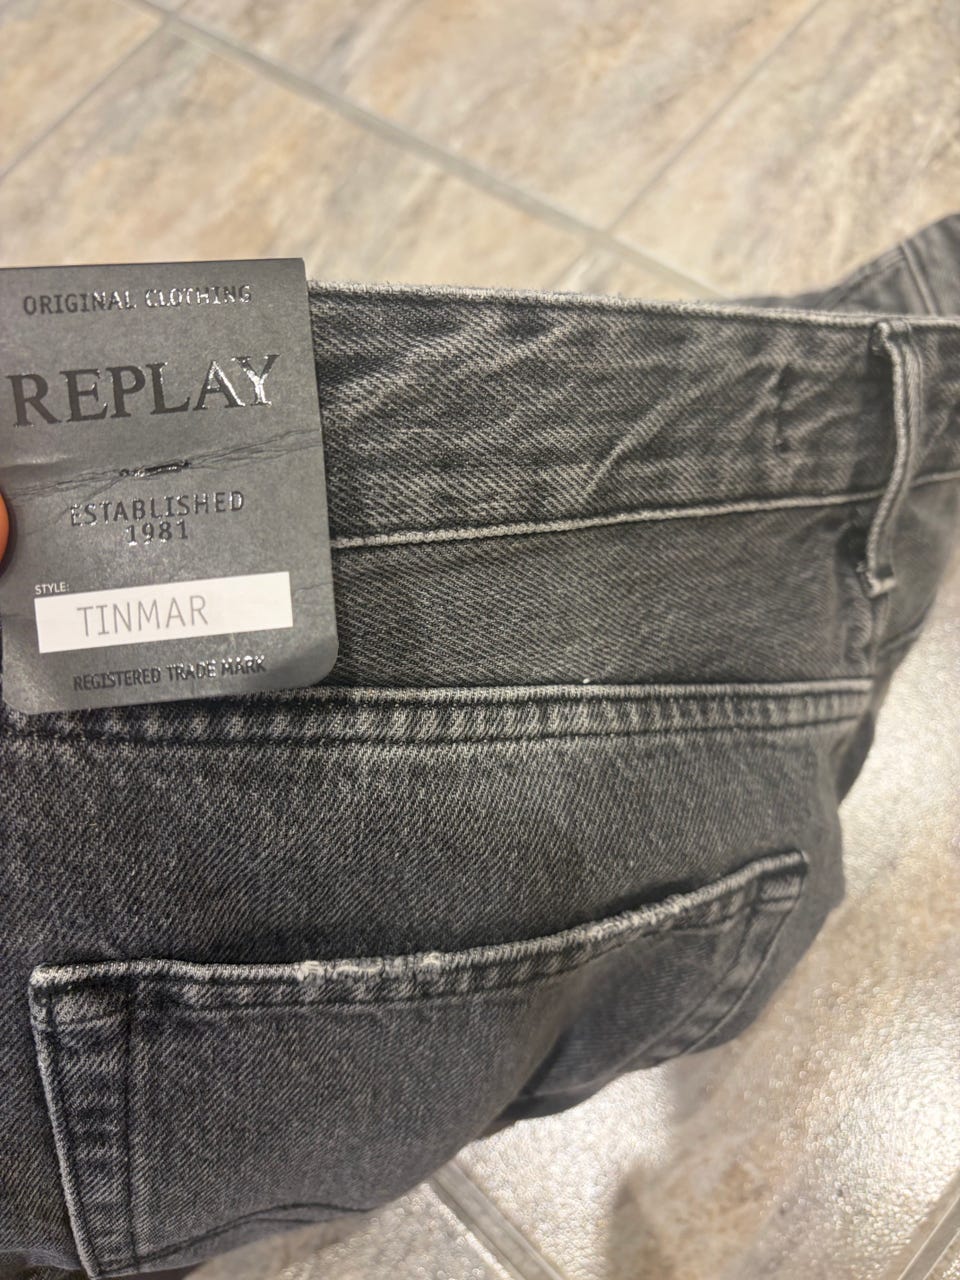 ORIGINAL CLOTHING
REPLAY
ESTABLISHED
1981
STYLE:
TINMAR
REGISTERED TRADE MARK